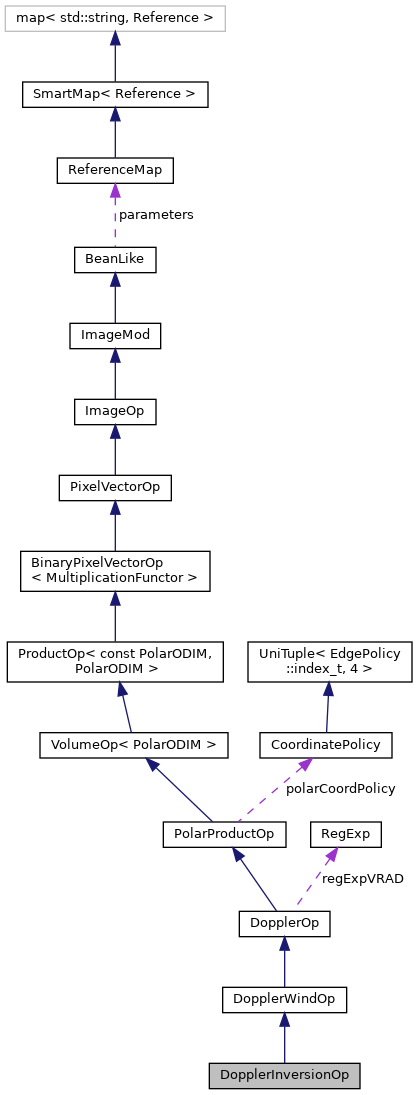 map< std::string, Reference >
SmartMap< Reference >
ReferenceMap
parameters
BeanLike
ImageMod
ImageOp
PixelVectorOp
BinaryPixelVectorOp
< MultiplicationFunctor >
ProductOp< const PolarODIM,
PolarODIM >
UniTuple< EdgePolicy
::index_t, 4 >
VolumeOp< PolarODIM >
CoordinatePolicy
polarCoordPolicy
PolarProductOp
RegExp
regExpVRAD
DopplerOp
DopplerWindOp
DopplerInversionOp